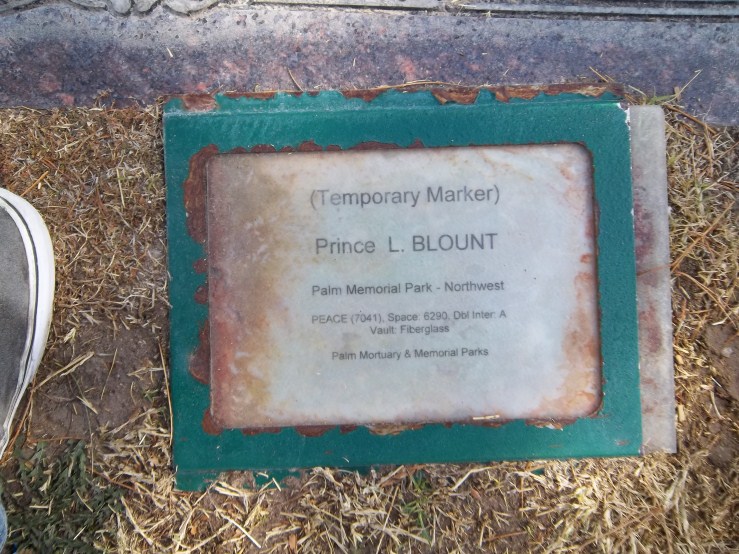 (Temporary Marker)
Prince L. BLOUNT
Palm Memorial Park - Northwest
PEACE (7041), Space: 6290, Dbl Inter: A
Vault: Fiberglass
Palm Mortuary & Memorial Parks